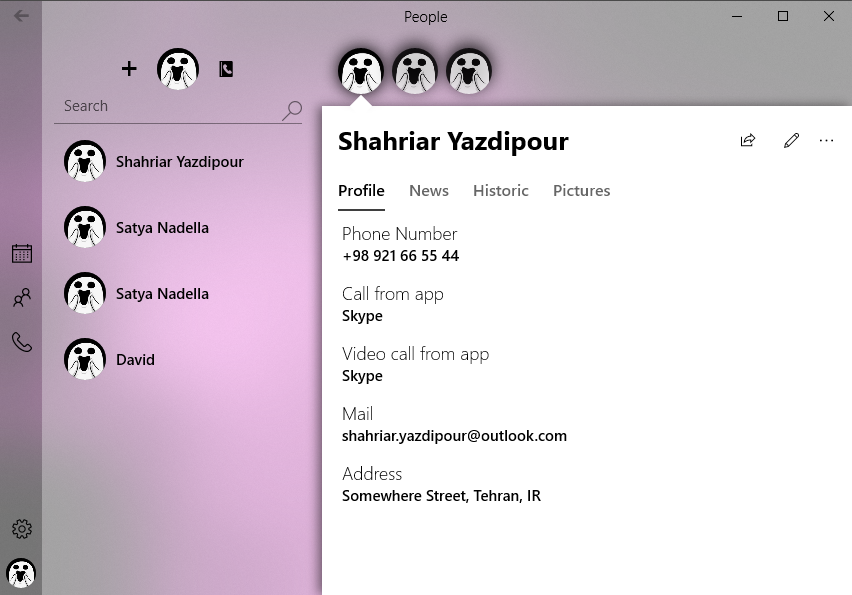 People
Search
Shahriar Yazdipour
Satya Nadella
Satya Nadella
David
Shahriar Yazdipour
Profile News Historic Pictures
Phone Number
+98 921 66 55 44
Call from app
Skype
Video call from app
Skype
Mail
shahriar.yazdipour@outlook.com
Address
Somewhere Street, Tehran, IR